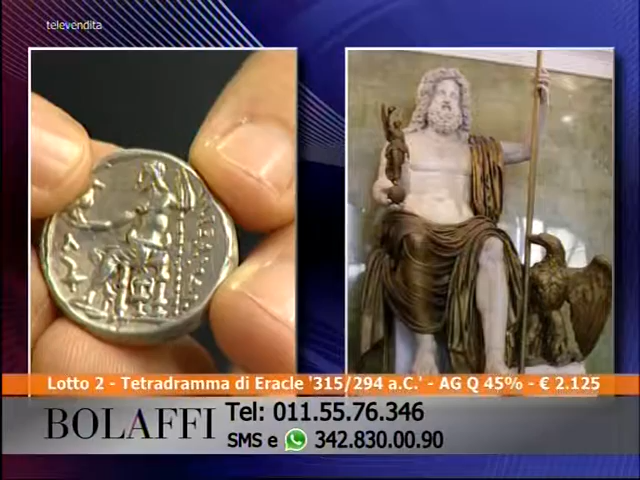 televendita
Lotto 2 - Tetradramma di Eracle '315/294 a.C.' - AG Q 45% - € 2.125
BOLAFFI
Tel: 011.55.76.346
SMS e 342.830.00.90